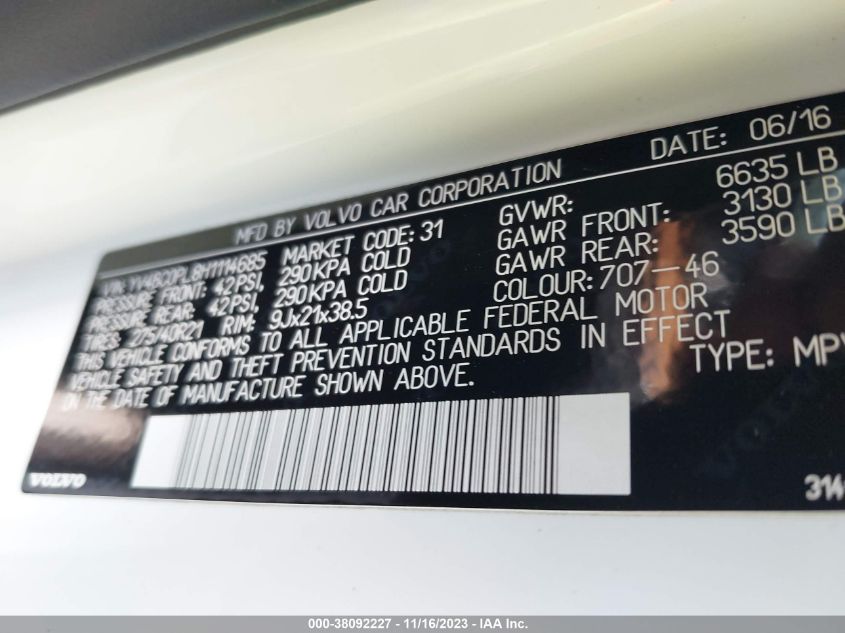 MFD BY VOLVO CAR CORPORATION DATE: 06/16
VIN: YV4BC0PL8H1114685 MARKET CODE: 31 GVWR: 6635 LB
PRESSURE FRONT: 42PSI, 290KPA COLD GAWR FRONT: 3130 LB
PRESSURE REAR: 42PSI, 290KPA COLD GAWR REAR: 3590 LB
TIRES: 275/40R21 RIM: 9Jx21x38.5 COLOUR: 707-46
THIS VEHICLE CONFORMS TO ALL APPLICABLE FEDERAL MOTOR
VEHICLE SAFETY AND THEFT PREVENTION STANDARDS IN EFFECT
ON THE DATE OF MANUFACTURE SHOWN ABOVE. TYPE: MPV
VOLVO 314
000-38092227 - 11/16/2023 - IAA Inc.